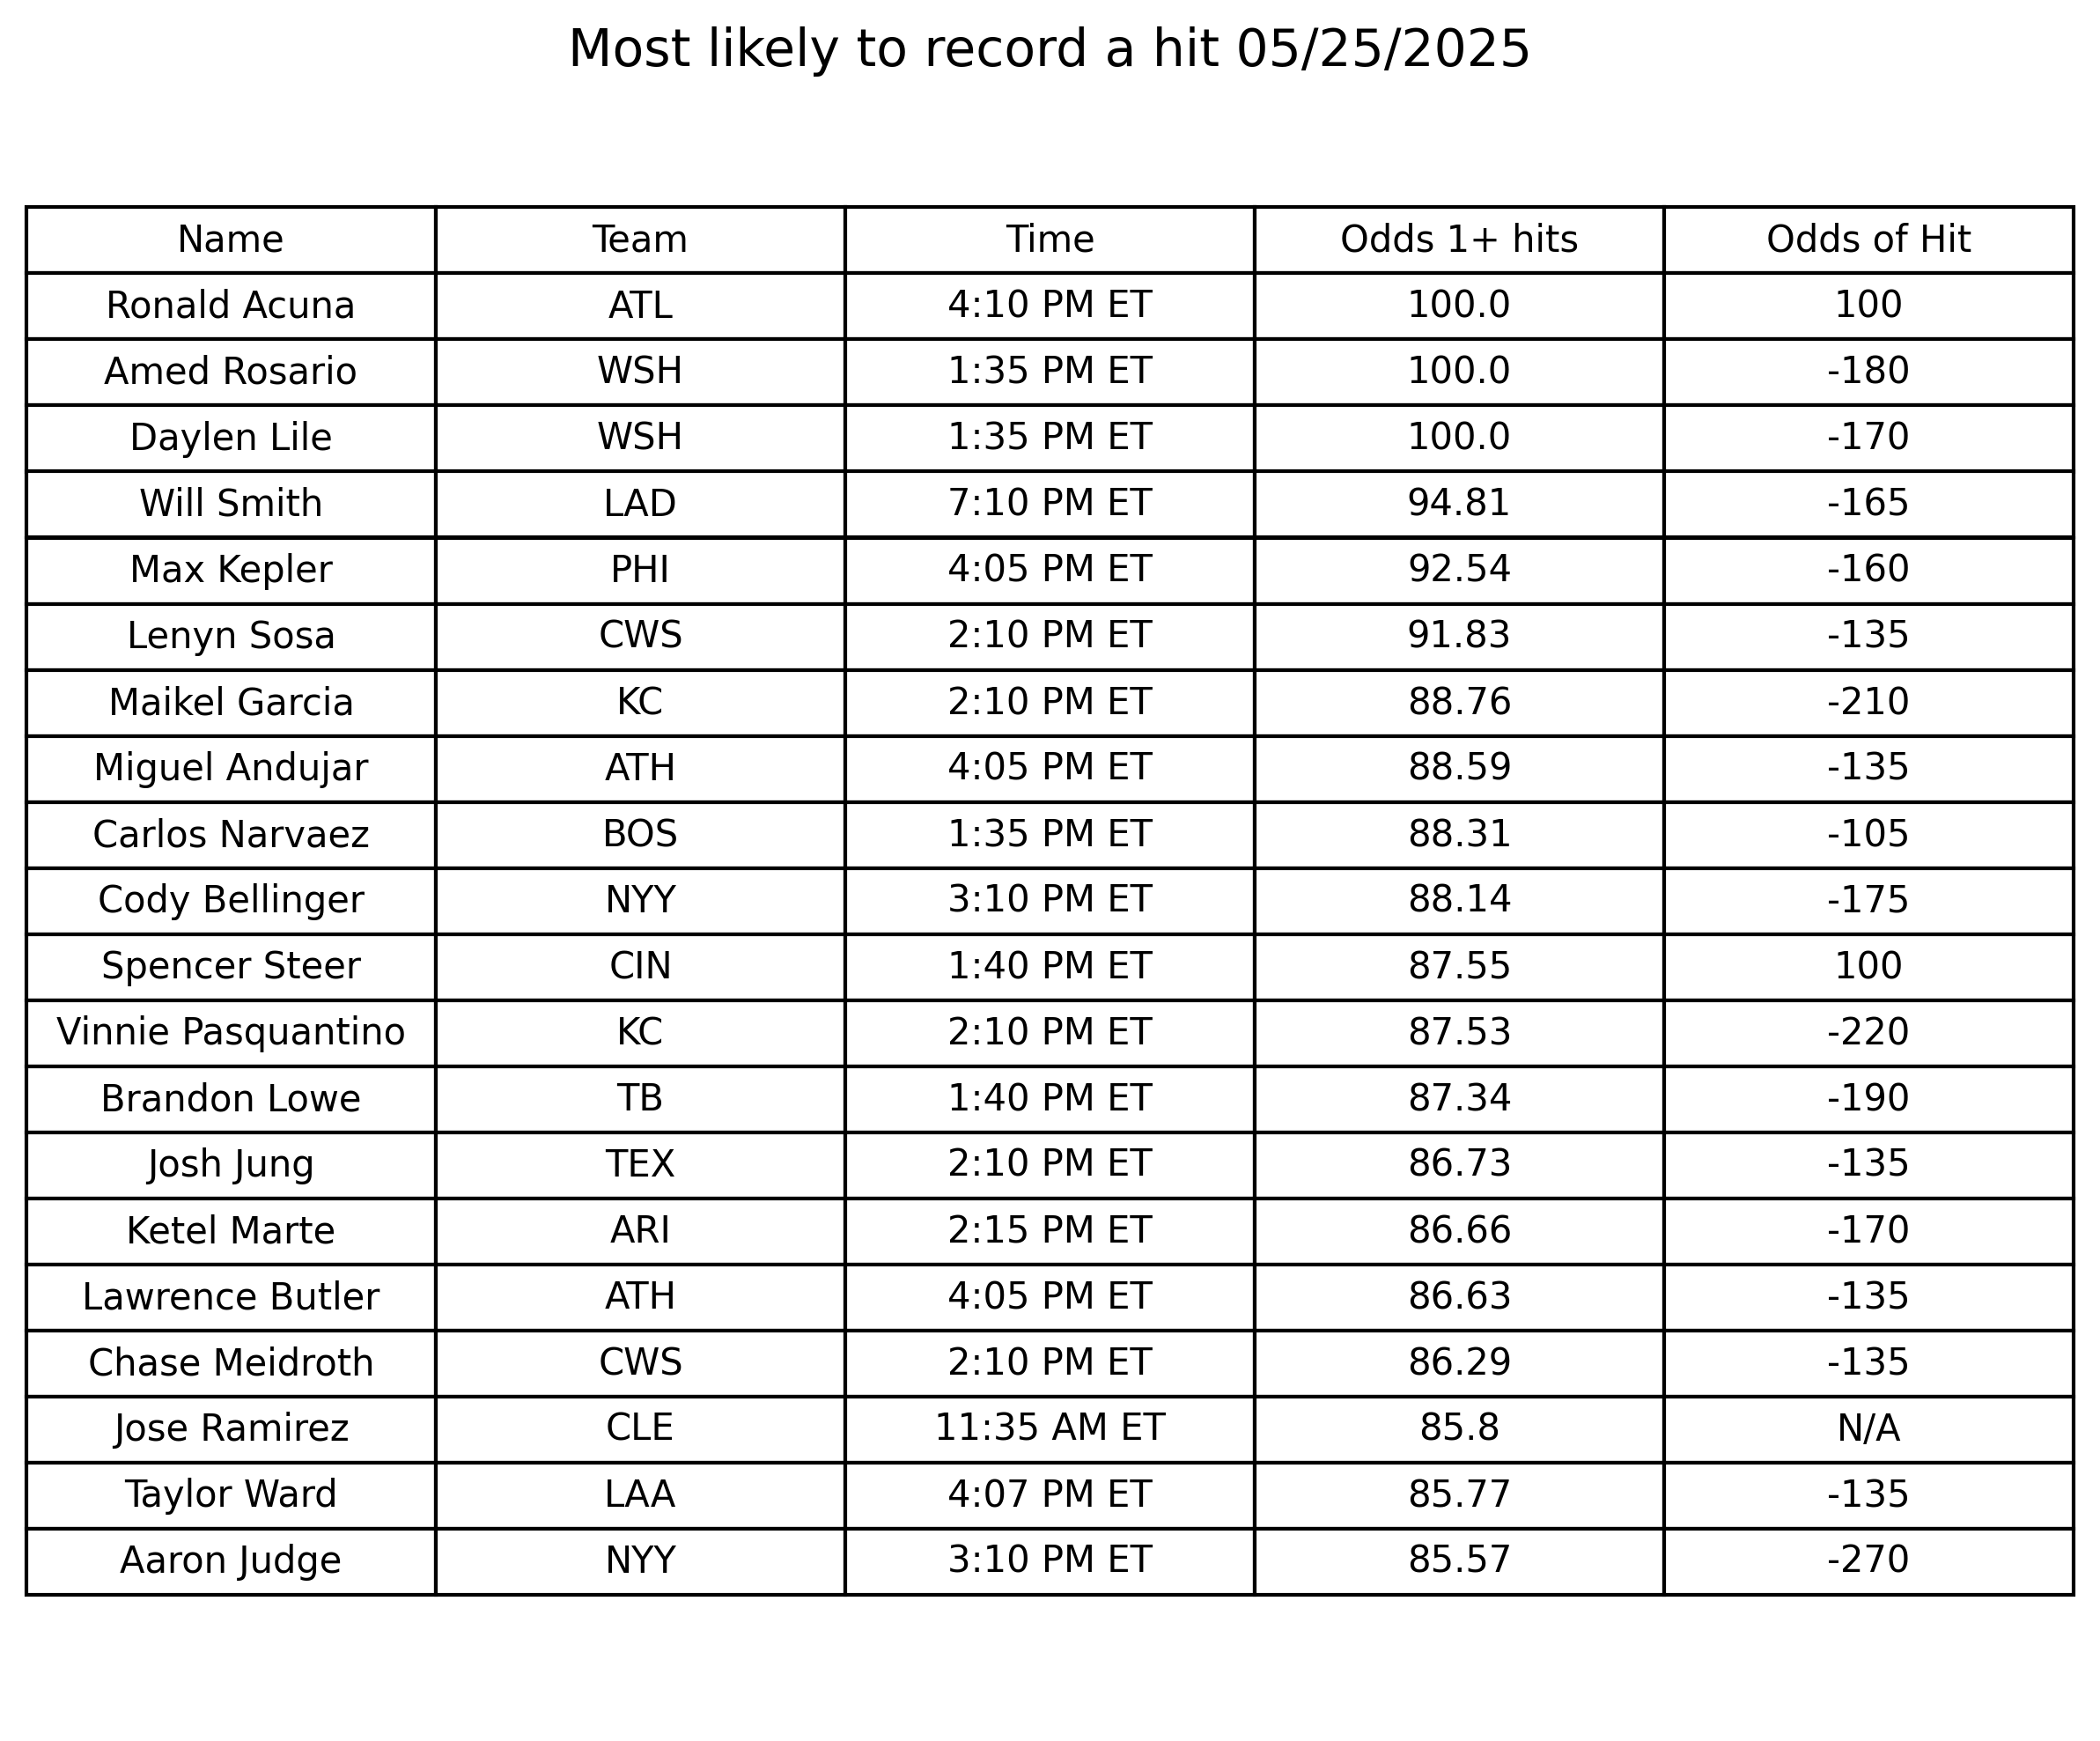 Most likely to record a hit 05/25/2025
Name Team Time Odds 1+ hits Odds of Hit
Ronald Acuna ATL 4:10 PM ET 100.0 100
Amed Rosario WSH 1:35 PM ET 100.0 -180
Daylen Lile WSH 1:35 PM ET 100.0 -170
Will Smith LAD 7:10 PM ET 94.81 -165
Max Kepler PHI 4:05 PM ET 92.54 -160
Lenyn Sosa CWS 2:10 PM ET 91.83 -135
Maikel Garcia KC 2:10 PM ET 88.76 -210
Miguel Andujar ATH 4:05 PM ET 88.59 -135
Carlos Narvaez BOS 1:35 PM ET 88.31 -105
Cody Bellinger NYY 3:10 PM ET 88.14 -175
Spencer Steer CIN 1:40 PM ET 87.55 100
Vinnie Pasquantino KC 2:10 PM ET 87.53 -220
Brandon Lowe TB 1:40 PM ET 87.34 -190
Josh Jung TEX 2:10 PM ET 86.73 -135
Ketel Marte ARI 2:15 PM ET 86.66 -170
Lawrence Butler ATH 4:05 PM ET 86.63 -135
Chase Meidroth CWS 2:10 PM ET 86.29 -135
Jose Ramirez CLE 11:35 AM ET 85.8 N/A
Taylor Ward LAA 4:07 PM ET 85.77 -135
Aaron Judge NYY 3:10 PM ET 85.57 -270